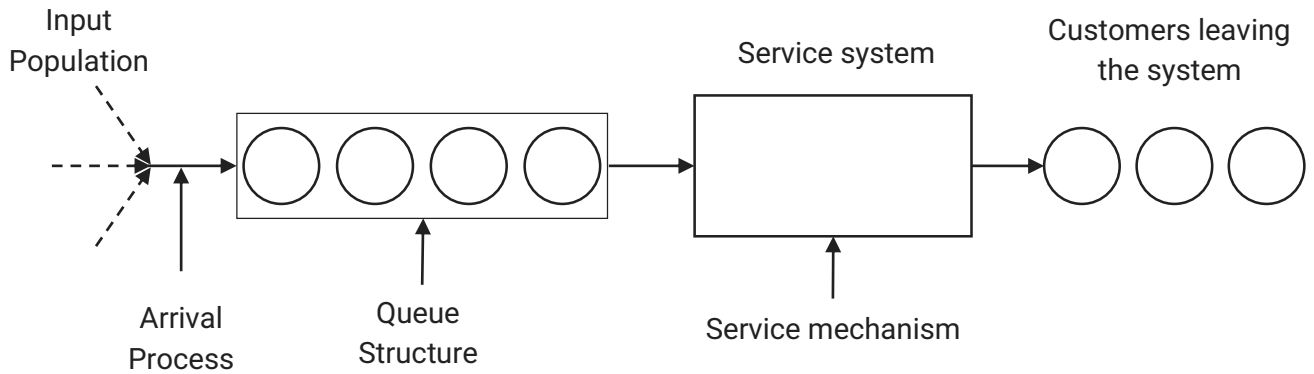 Input
Population
Service system
Customers leaving
the system
Arrival
Process
Queue
Structure
Service mechanism